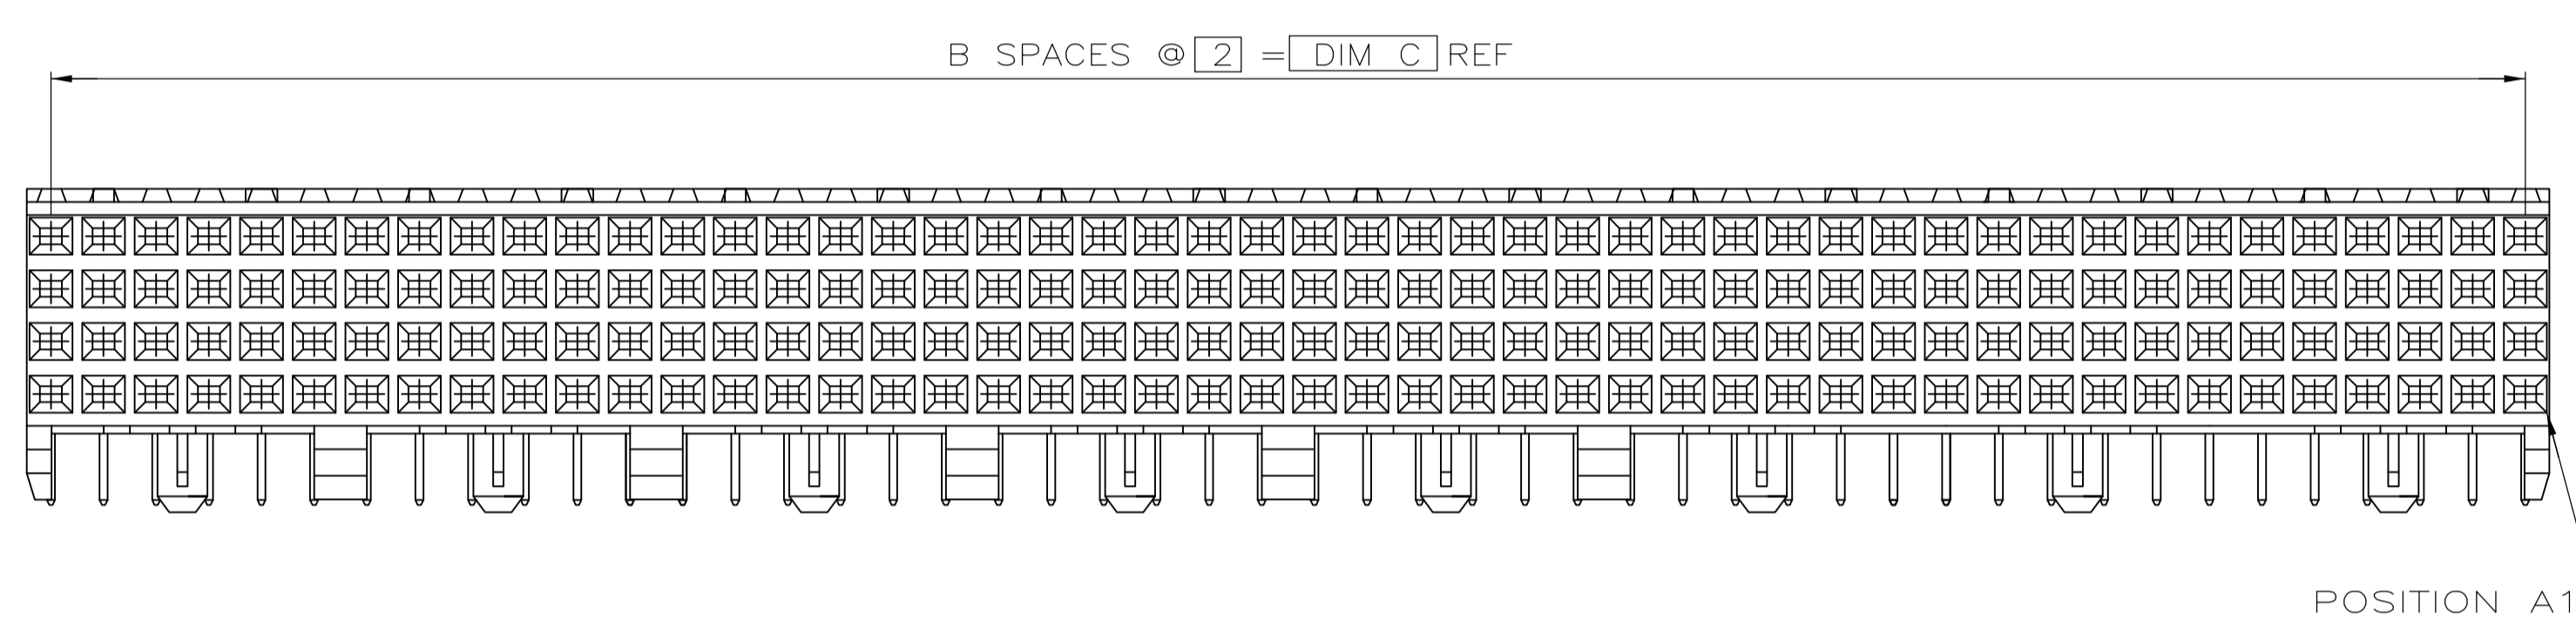 B SPACES @ 2 = DIM C REF
POSITION A1